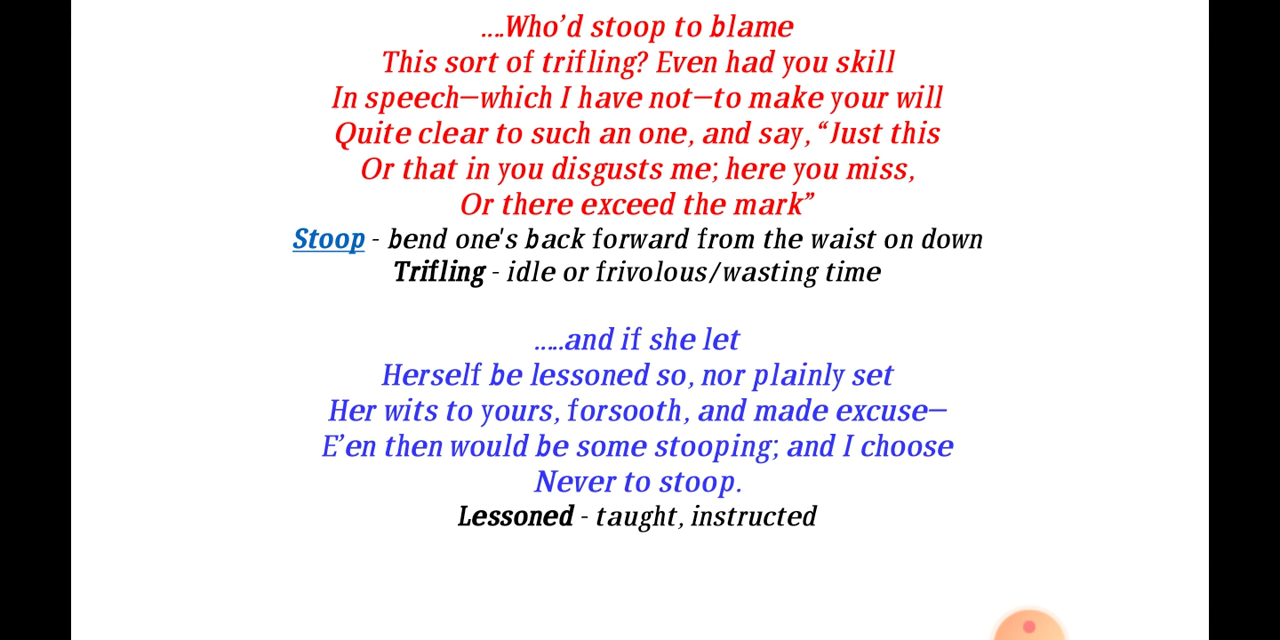 ....Who’d stoop to blame
This sort of trifling? Even had you skill
In speech—which I have not—to make your will
Quite clear to such an one, and say, “Just this
Or that in you disgusts me; here you miss,
Or there exceed the mark”
Stoop - bend one's back forward from the waist on down
Trifling - idle or frivolous/wasting time
.....and if she let
Herself be lessoned so, nor plainly set
Her wits to yours, forsooth, and made excuse—
E’en then would be some stooping; and I choose
Never to stoop.
Lessoned - taught, instructed